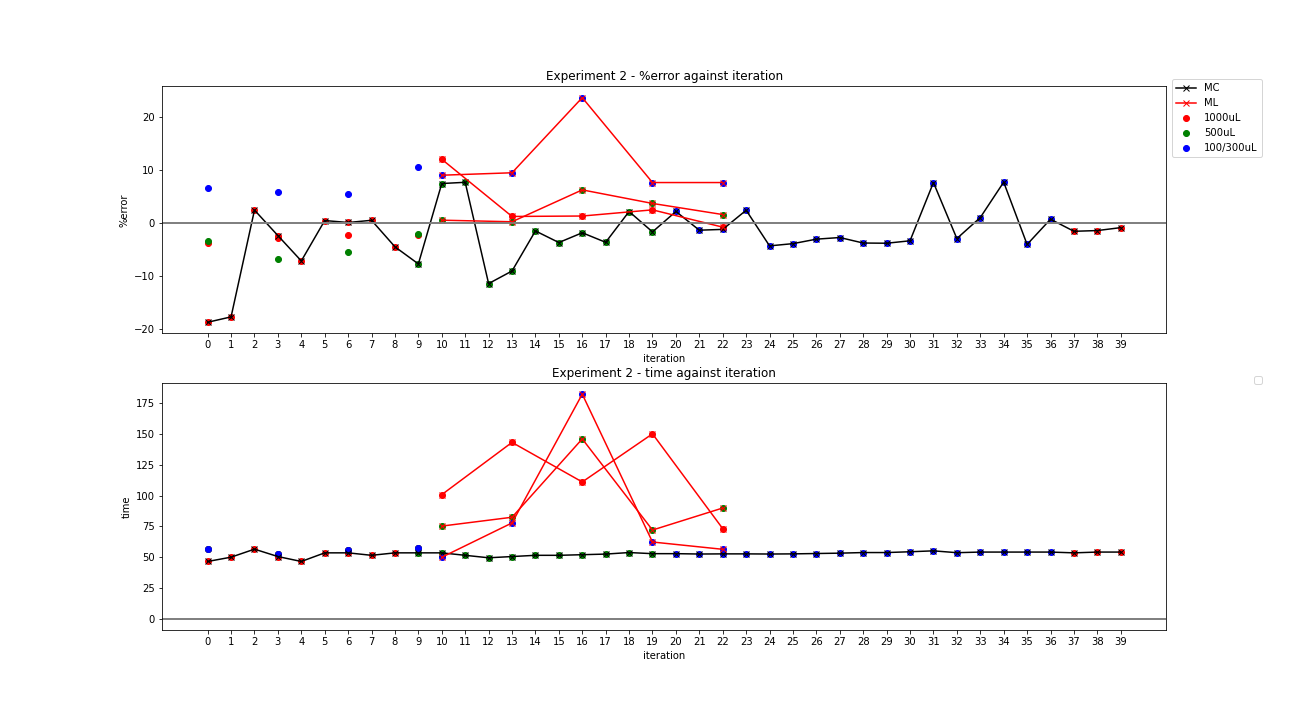 Experiment 2 - %error against iteration
MC
ML
1000uL
500uL
100/300uL
%error
20
10
0
−10
−20
0 1 2 3 4 5 6 7 8 9 10 11 12 13 14 15 16 17 18 19 20 21 22 23 24 25 26 27 28 29 30 31 32 33 34 35 36 37 38 39
iteration
Experiment 2 - time against iteration
time
175
150
125
100
75
50
25
0
0 1 2 3 4 5 6 7 8 9 10 11 12 13 14 15 16 17 18 19 20 21 22 23 24 25 26 27 28 29 30 31 32 33 34 35 36 37 38 39
iteration